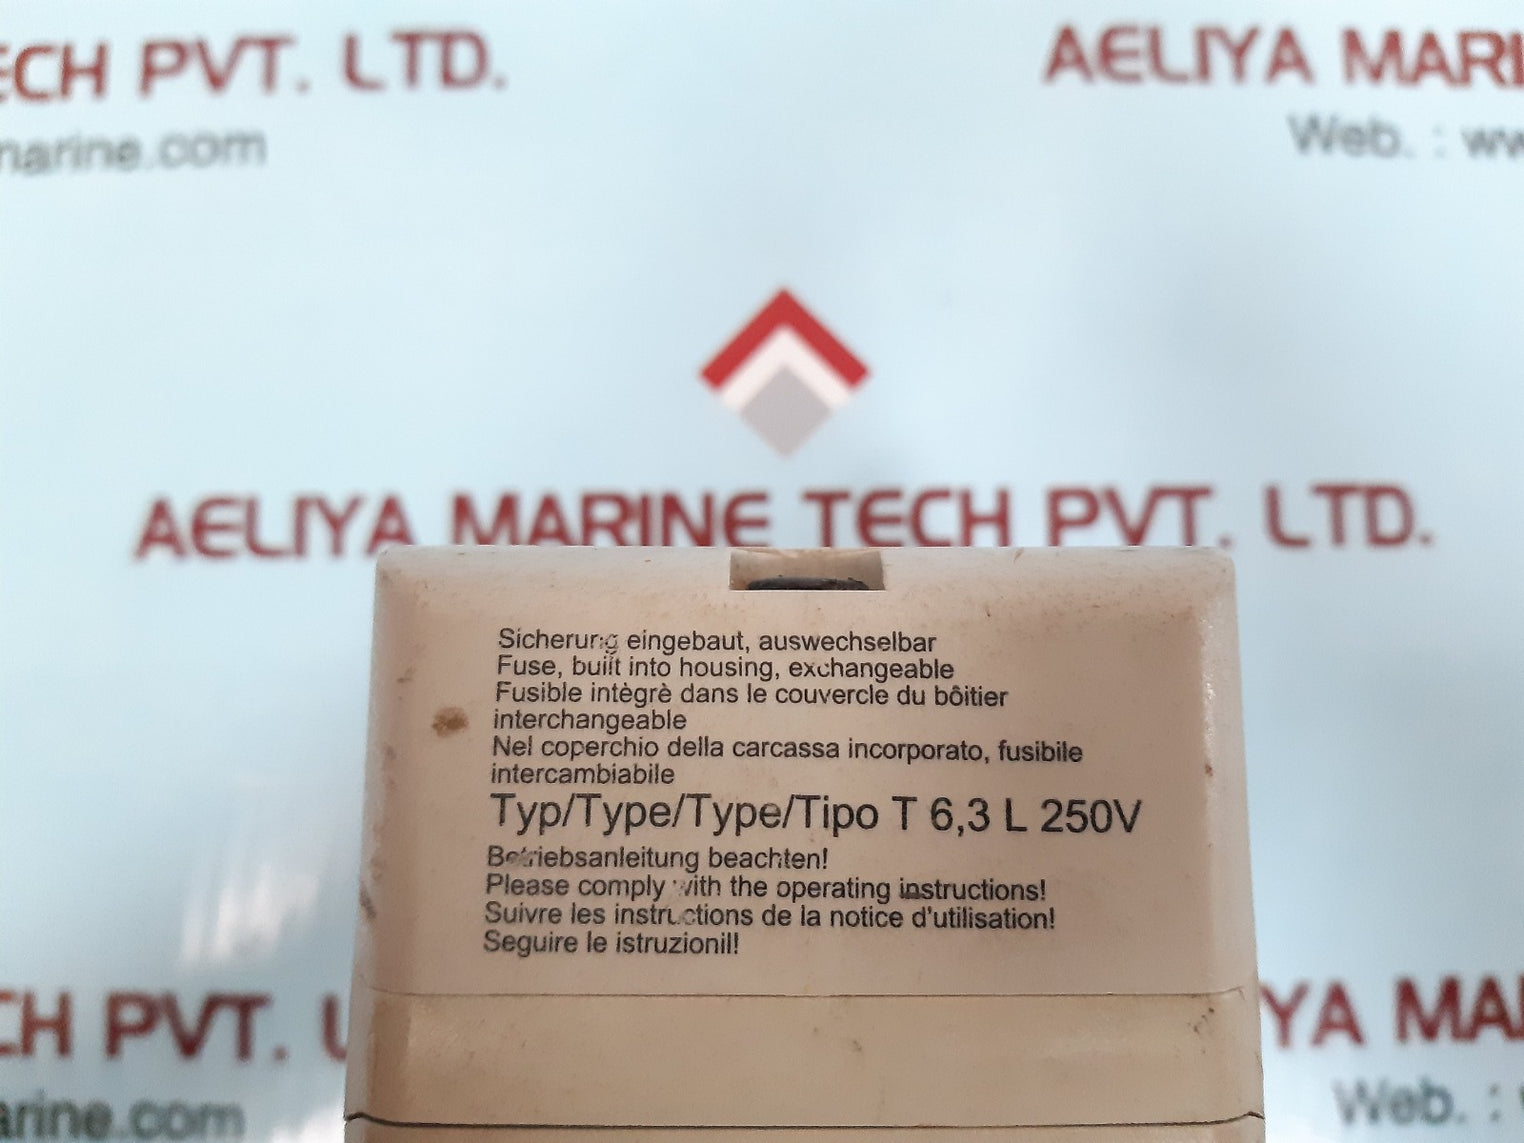 ECH PVT. LTD.
AELIYA MARI
marine.com
Web. : ww
AELIYA MARINE TECH PVT. LTD.
Sicherung eingebaut, auswechselbar
Fuse, built into housing, exchangeable
Fusible intègrè dans le couvercle du bôitier
interchangeable
Nel coperchio della carcassa incorporato, fusibile
intercambiabile
Typ/Type/Type/Tipo T 6,3 L 250V
Betriebsanleitung beachten!
Please comply with the operating instructions!
Suivre les instructions de la notice d'utilisation!
Seguire le istruzionil!
CH PVT. L
YA MA
arine.com
Web. :